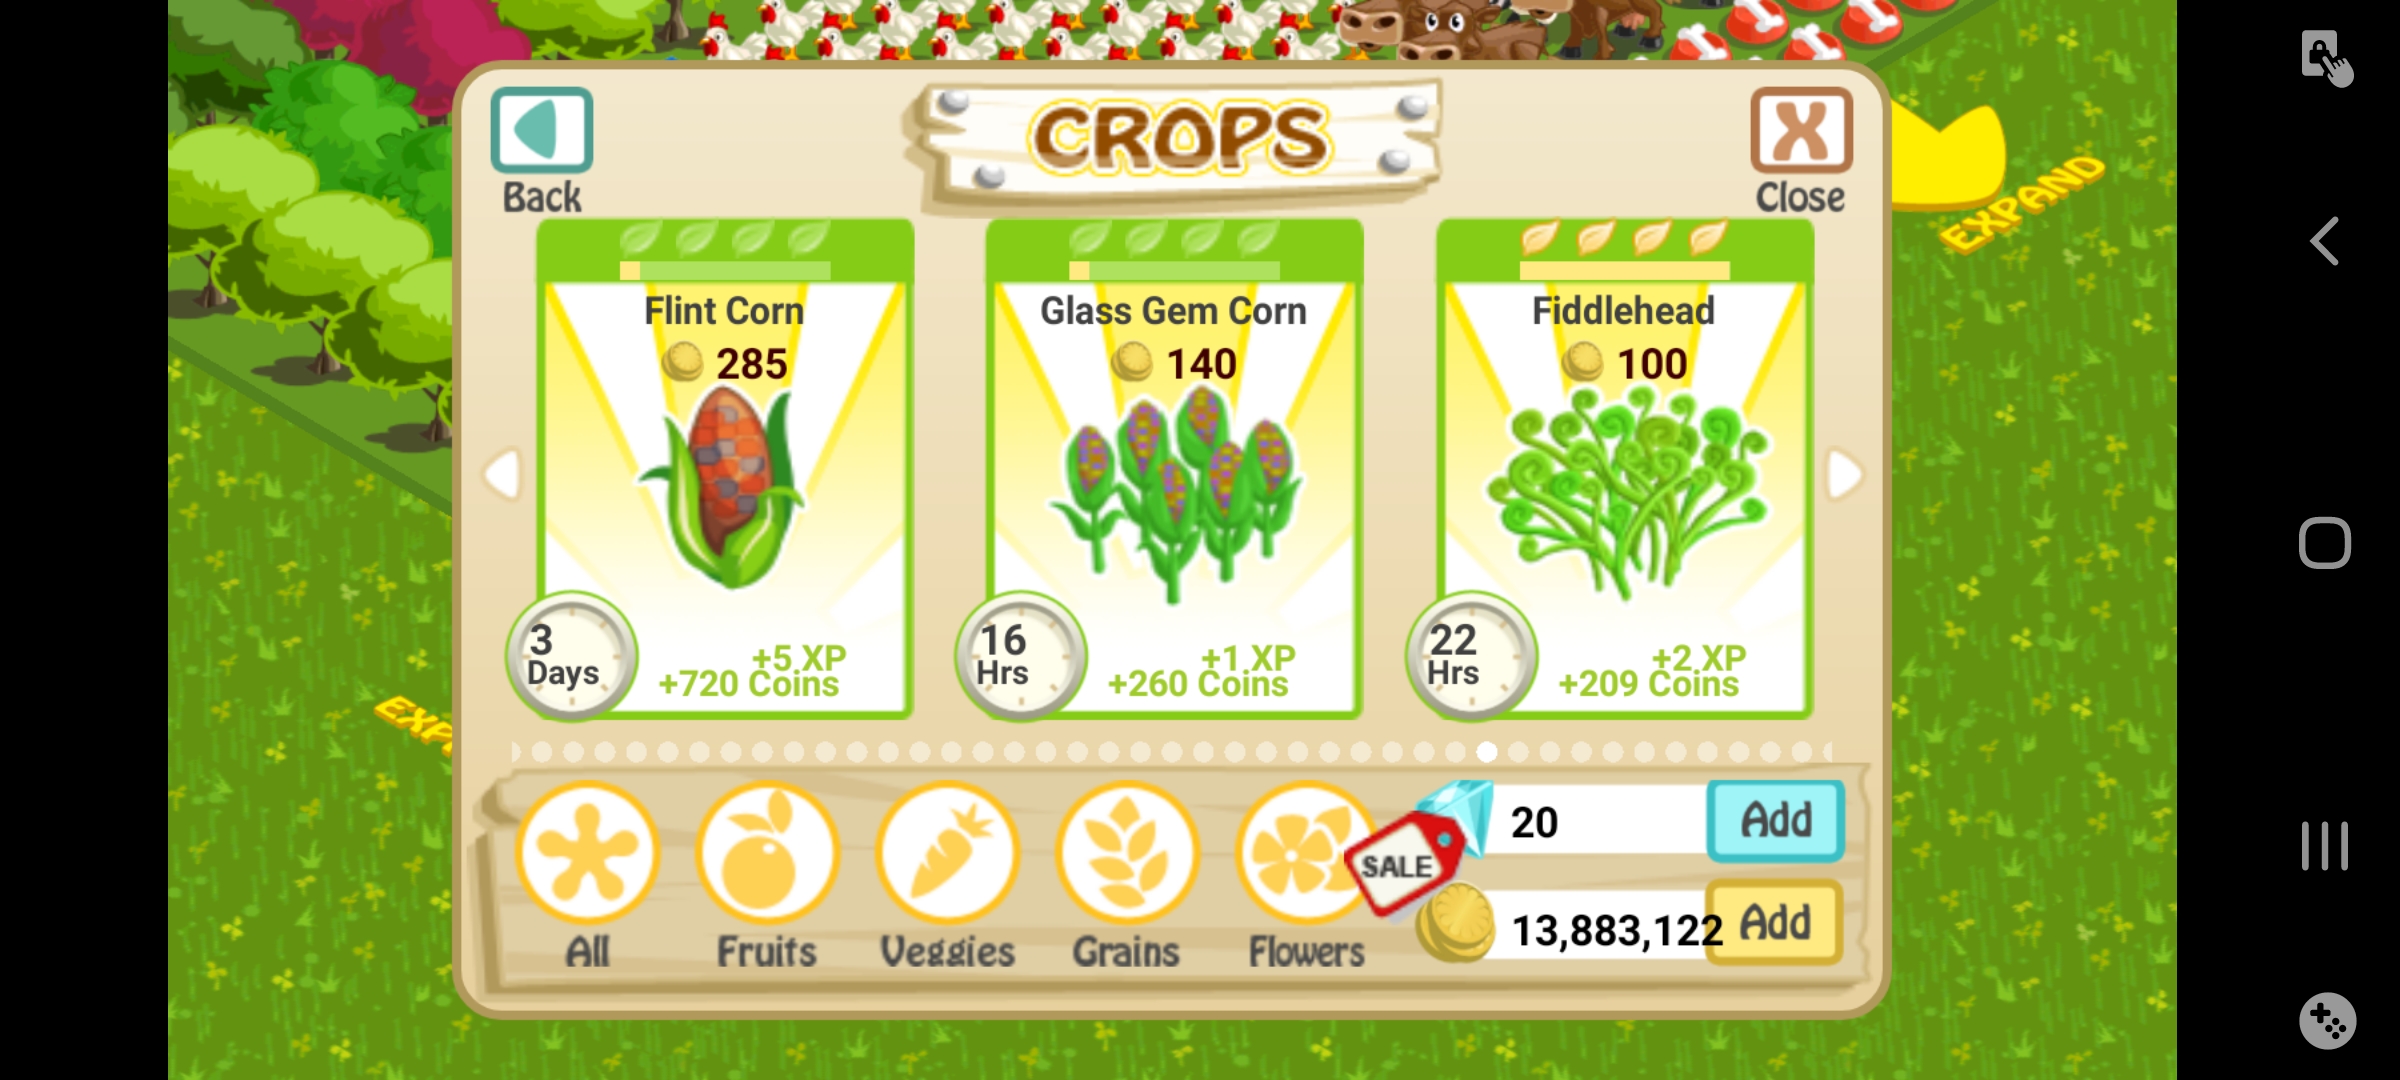 CROPS
Back
Close
EXPAND
Flint Corn
285
3
Days
+5 XP
+720 Coins
Glass Gem Corn
140
16
Hrs
+1 XP
+260 Coins
Fiddlehead
100
22
Hrs
+2 XP
+209 Coins
EXP
All
Fruits
Veggies
Grains
Flowers
SALE
20
Add
13,883,122
Add